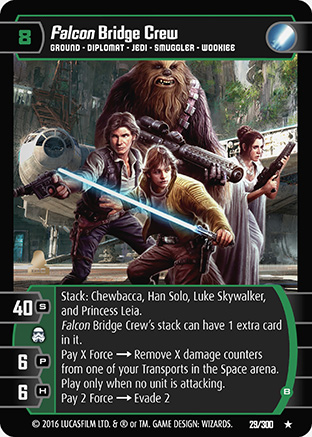 8 Falcon Bridge Crew
GROUND - DIPLOMAT - JEDI - SMUGGLER - WOOKIEE
Stack: Chewbacca, Han Solo, Luke Skywalker,
and Princess Leia.
40 S
Falcon Bridge Crew's stack can have 1 extra card
in it.
Pay X Force → Remove X damage counters
6 P
from one of your Transports in the Space arena.
Play only when no unit is attacking.
6 H
Pay 2 Force → Evade 2
B
© 2016 LUCASFILM LTD. & ® or TM. GAME DESIGN: WIZARDS. 29/300 ★